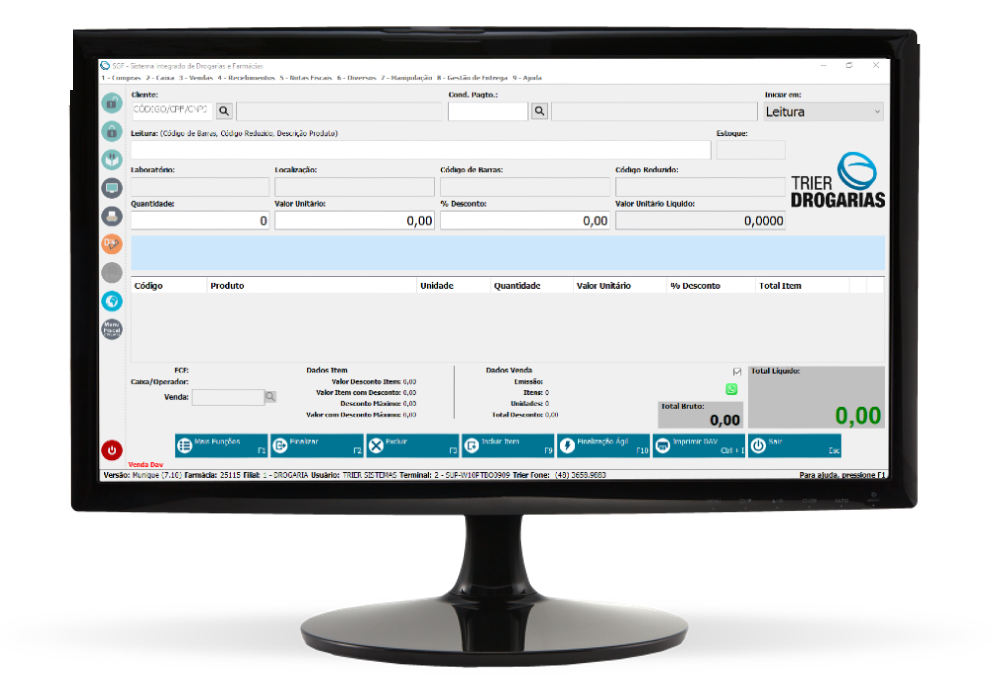 SGF - Sistema Integrado de Drogarias e Farmácias
1 - Compras 2 - Caixa 3 - Vendas 4 - Recebimentos 5 - Notas Fiscais 6 - Diversos 7 - Manipulação 8 - Gestão de Entrega 9 - Ajuda
Cliente: Cond. Pagto.: Iniciar em:
CÓDIGO/CPF/CNPJ Leitura
Leitura: (Código de Barras, Código Reduzido, Descrição Produto) Estoque:
Laboratório: Localização: Código de Barras: Código Reduzido:
TRIER
DROGARIAS
Quantidade: Valor Unitário: % Desconto: Valor Unitário Líquido:
0 0,00 0,00 0,0000
Código Produto Unidade Quantidade Valor Unitário % Desconto Total Item
Menu
Fiscal
ECF: Dados Item Dados Venda Total Líquido:
Caixa/Operador: Valor Desconto Item: 0,00 Emissão:
Venda: Valor Item com Desconto: 0,00 Itens: 0
Desconto Máximo: 0,00 Unidades: 0 Total Bruto:
Valor com Desconto Máximo: 0,00 Total Desconto: 0,00 0,00 0,00
Mais Funções F1 Finalizar F2 Excluir F3 Incluir Item F9 Finalização Ágil F10 Imprimir DAV Ctrl + I Sair Esc
Venda Dav
Versão: Munique (7.10) Farmácia: 25115 Filial: 1 - DROGARIA Usuário: TRIER SISTEMAS Terminal: 2 Trier Fone: (48) Para ajuda, pressione F1